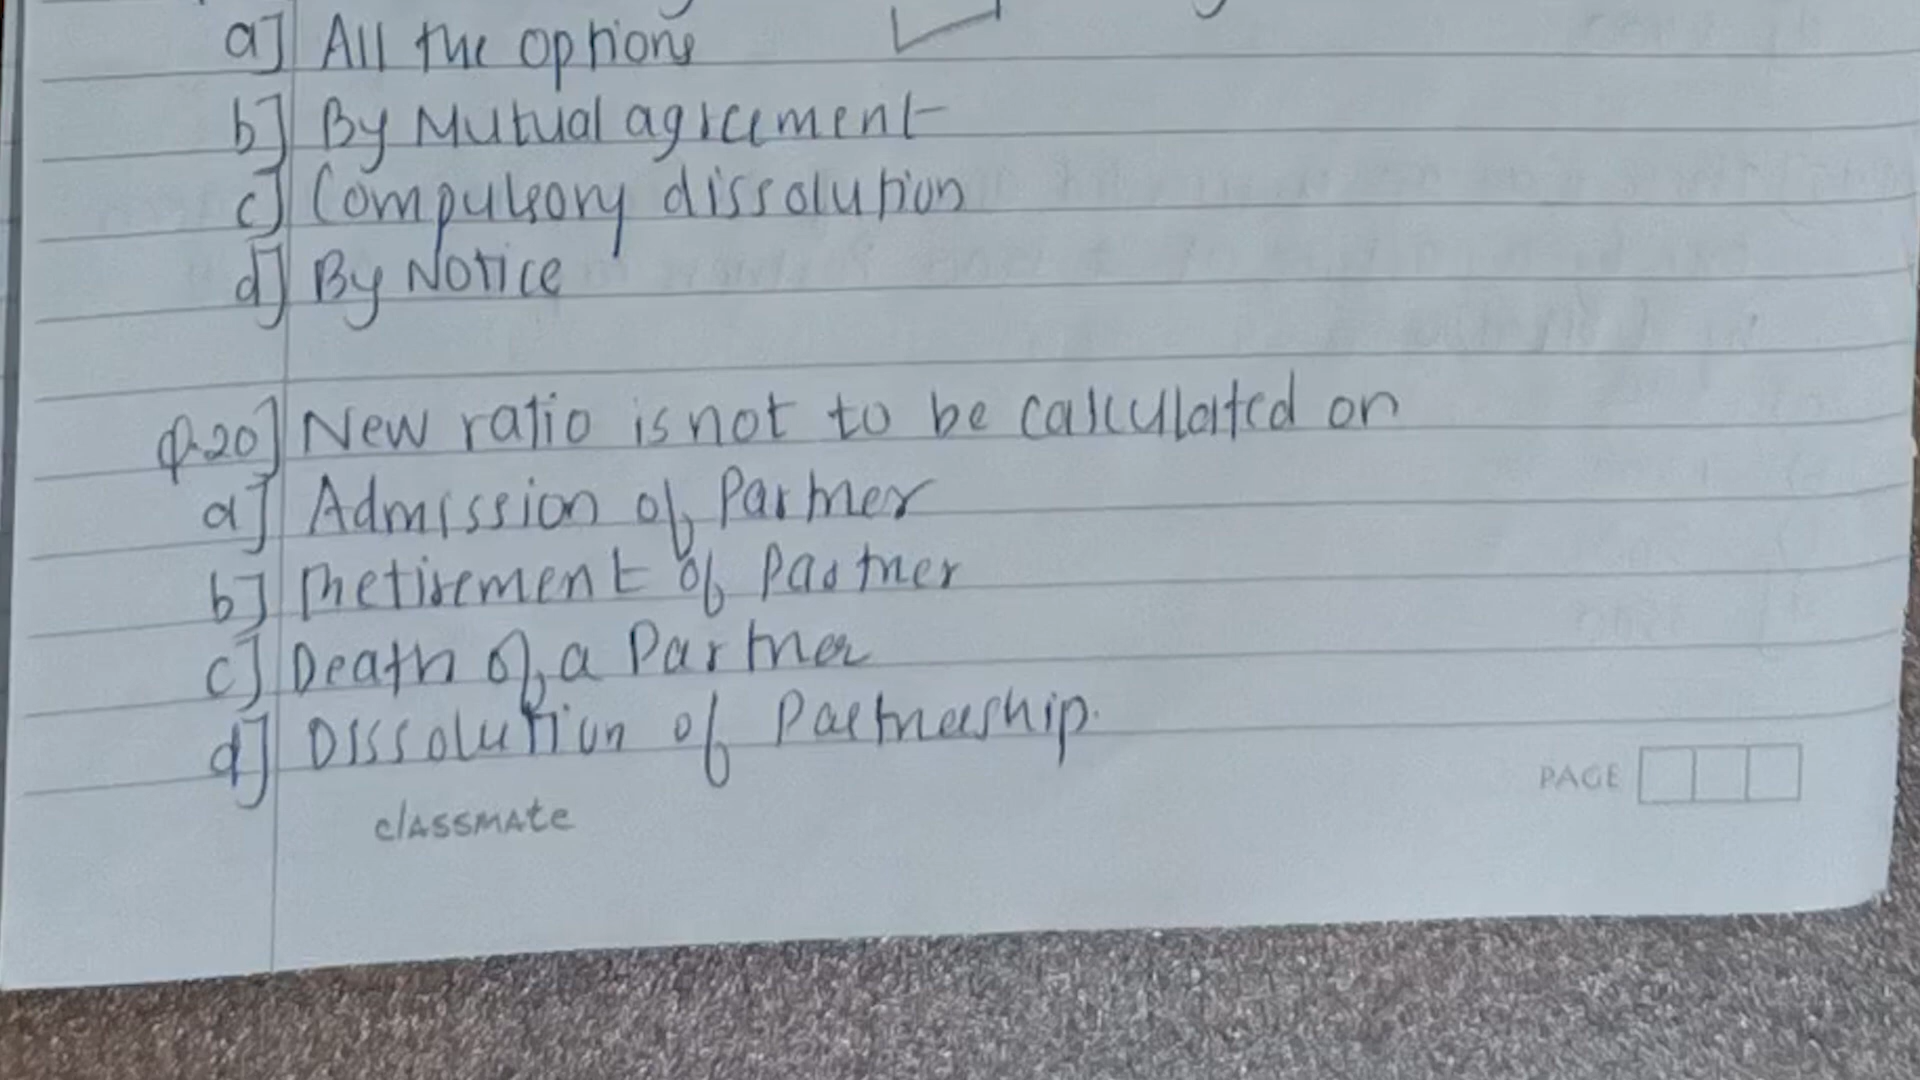 a] All the options
b] By Mutual agreement
c] Compulsory dissolution
d] By Notice
Q.20] New ratio is not to be calculated on
a] Admission of Partner
b] Retirement of Partner
c] Death of a Partner
d] Dissolution of Partnership.
PAGE
classmate